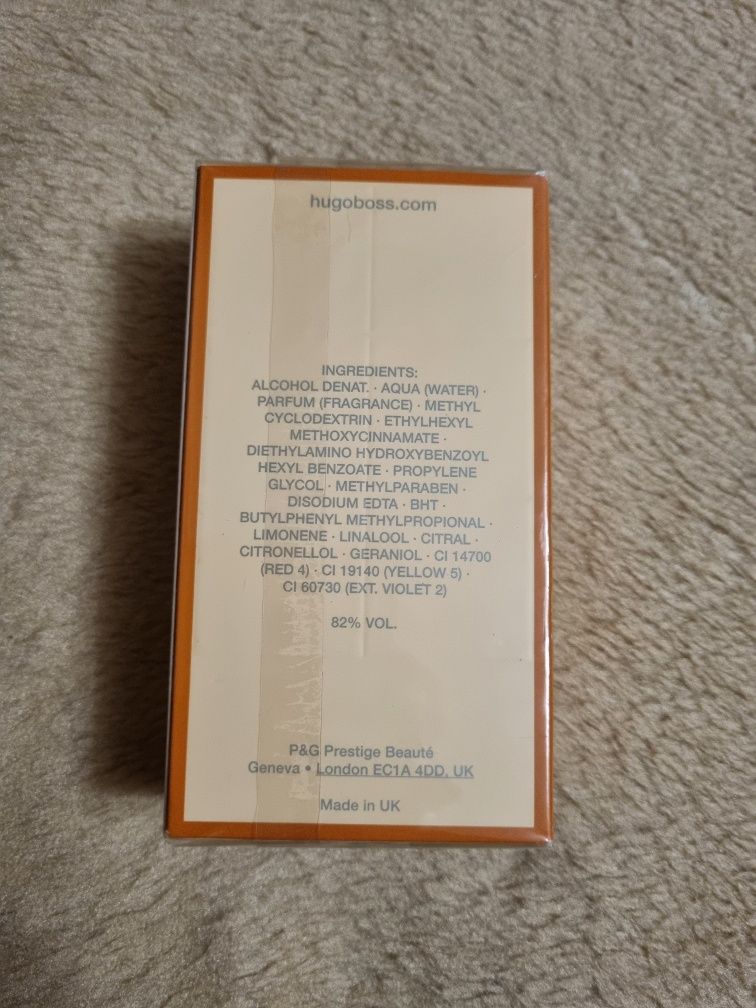 hugoboss.com
INGREDIENTS:
ALCOHOL DENAT. · AQUA (WATER) ·
PARFUM (FRAGRANCE) · METHYL
CYCLODEXTRIN · ETHYLHEXYL
METHOXYCINNAMATE ·
DIETHYLAMINO HYDROXYBENZOYL
HEXYL BENZOATE · PROPYLENE
GLYCOL · METHYLPARABEN ·
DISODIUM EDTA · BHT ·
BUTYLPHENYL METHYLPROPIONAL ·
LIMONENE · LINALOOL · CITRAL ·
CITRONELLOL · GERANIOL · CI 14700
(RED 4) · CI 19140 (YELLOW 5) ·
CI 60730 (EXT. VIOLET 2)
82% VOL.
P&G Prestige Beauté
Geneva • London EC1A 4DD, UK
Made in UK